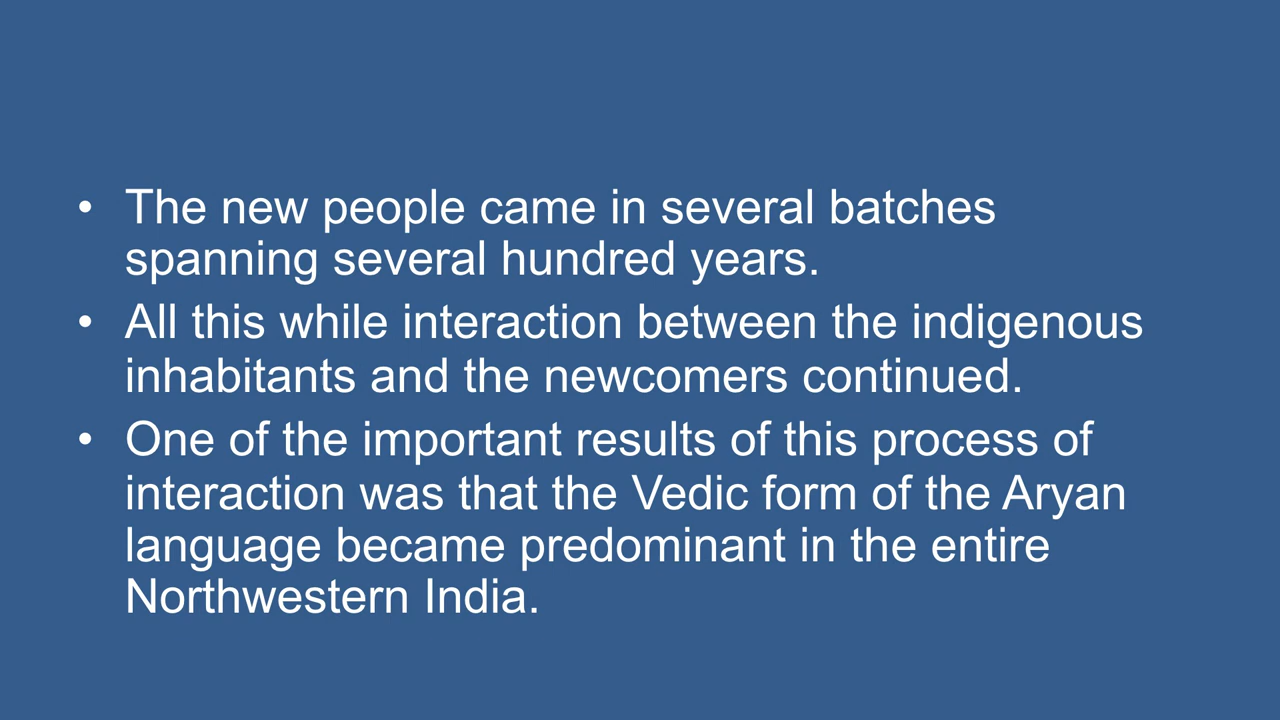 • The new people came in several batches
spanning several hundred years.
• All this while interaction between the indigenous
inhabitants and the newcomers continued.
• One of the important results of this process of
interaction was that the Vedic form of the Aryan
language became predominant in the entire
Northwestern India.